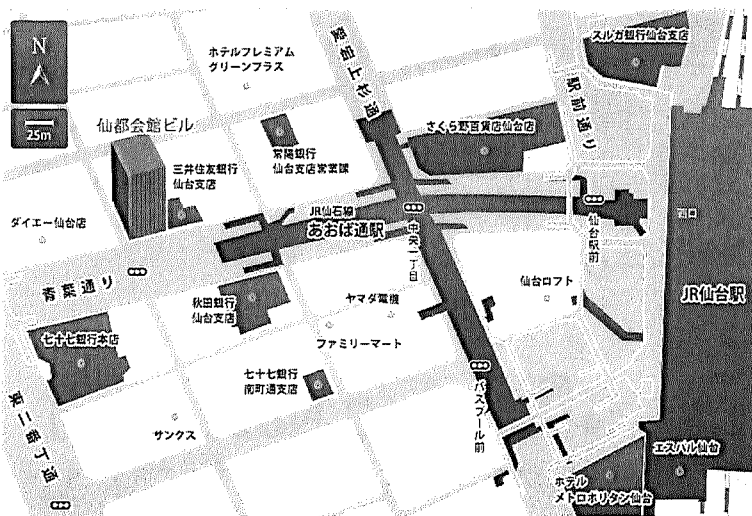 N
25m
ホテルプレミアム
グリーンプラス
愛宕上杉通
駅前通り
スルガ銀行仙台支店
仙都会館ビル
さくら野百貨店仙台店
常陽銀行
仙台支店営業課
三井住友銀行
仙台支店
ダイエー仙台店
JR仙石線
あおば通駅
中央一丁目
仙台駅前
西口
青葉通り
秋田銀行
仙台支店
ヤマダ電機
仙台ロフト
JR仙台駅
七十七銀行本店
ファミリーマート
七十七銀行
南町通支店
バスプール前
東二番丁通
サンクス
エスパル仙台
ホテル
メトロポリタン仙台